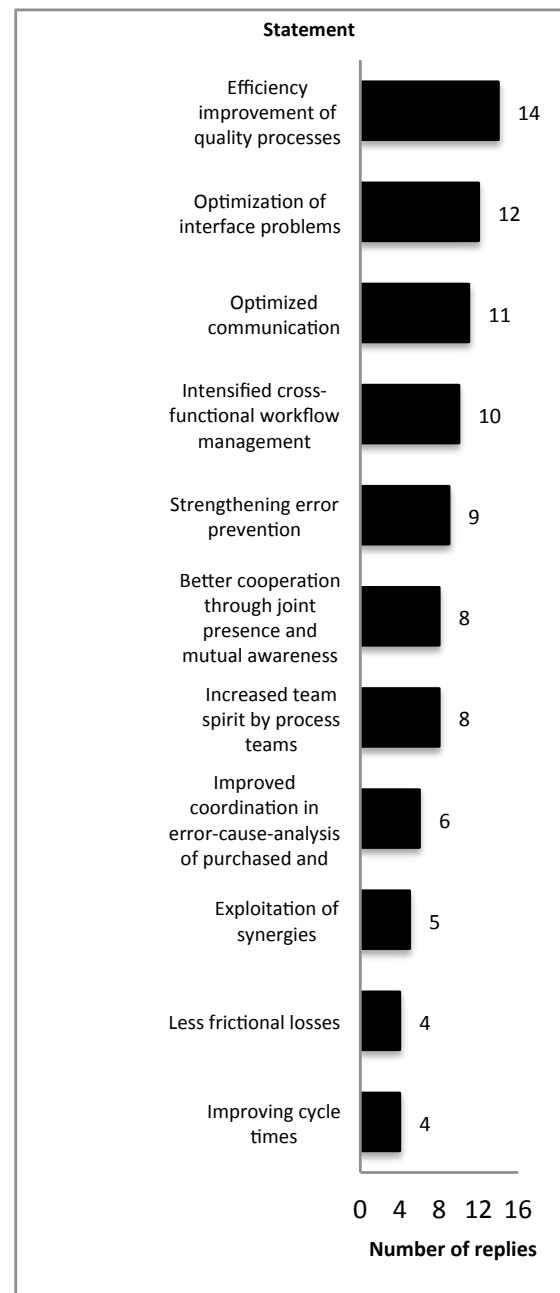 Statement
Efficiency
improvement of
quality processes
14
Optimization of
interface problems
12
Optimized
communication
11
Intensified cross-
functional workflow
management
10
Strengthening error
prevention
9
Better cooperation
through joint
presence and
mutual awareness
8
Increased team
spirit by process
teams
8
Improved
coordination in
error-cause-analysis
of purchased and
6
Exploitation of
synergies
5
Less frictional losses
4
Improving cycle
times
4
0 4 8 12 16
Number of replies